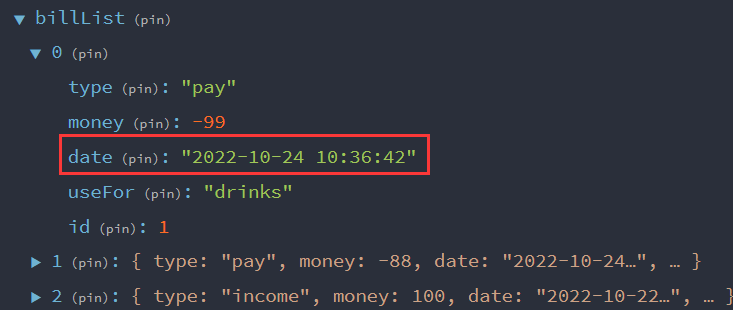 ▼ billList (pin)
▼ 0 (pin)
type (pin): "pay"
money (pin): -99
date (pin): "2022-10-24 10:36:42"
useFor (pin): "drinks"
id (pin): 1
▶ 1 (pin): { type: "pay", money: -88, date: "2022-10-24…", … }
▶ 2 (pin): { type: "income", money: 100, date: "2022-10-22…", … }